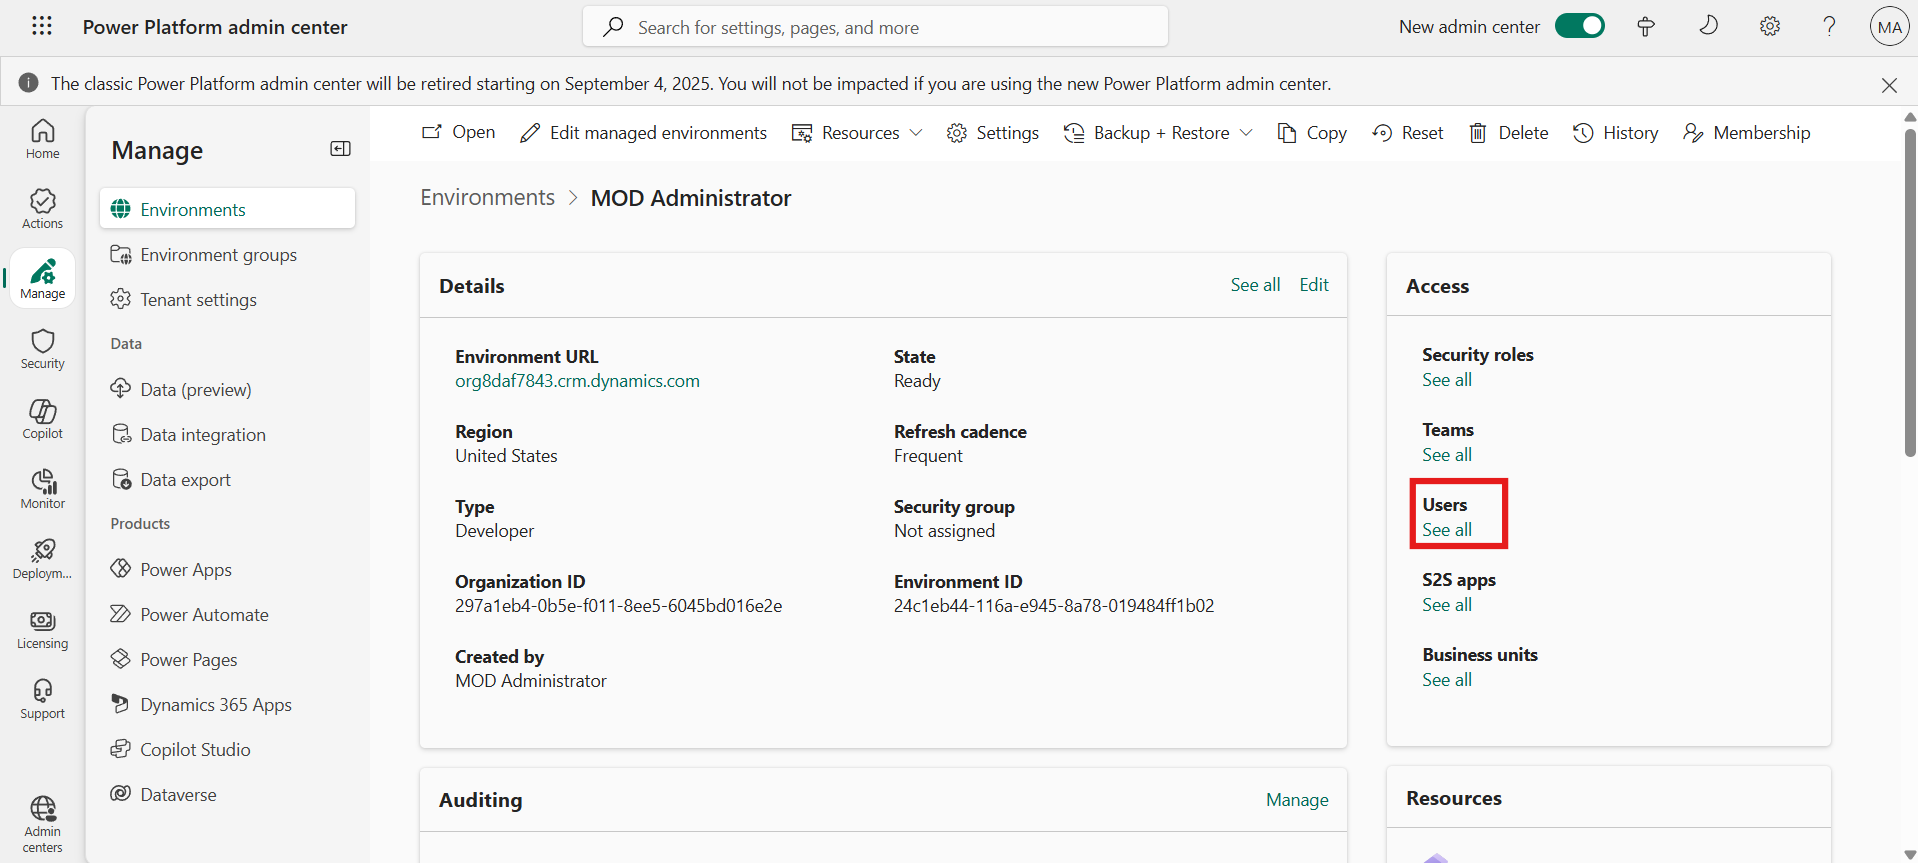 Power Platform admin center
Search for settings, pages, and more
New admin center
MA
The classic Power Platform admin center will be retired starting on September 4, 2025. You will not be impacted if you are using the new Power Platform admin center.
Home
Actions
Manage
Security
Copilot
Monitor
Deploym...
Licensing
Support
Admin
centers
Manage
Environments
Environment groups
Tenant settings
Data
Data (preview)
Data integration
Data export
Products
Power Apps
Power Automate
Power Pages
Dynamics 365 Apps
Copilot Studio
Dataverse
Open Edit managed environments Resources Settings Backup + Restore Copy Reset Delete History Membership
Environments > MOD Administrator
Details See all Edit
Environment URL
org8daf7843.crm.dynamics.com
State
Ready
Region
United States
Refresh cadence
Frequent
Type
Developer
Security group
Not assigned
Organization ID
297a1eb4-0b5e-f011-8ee5-6045bd016e2e
Environment ID
24c1eb44-116a-e945-8a78-019484ff1b02
Created by
MOD Administrator
Auditing Manage
Access
Security roles
See all
Teams
See all
Users
See all
S2S apps
See all
Business units
See all
Resources